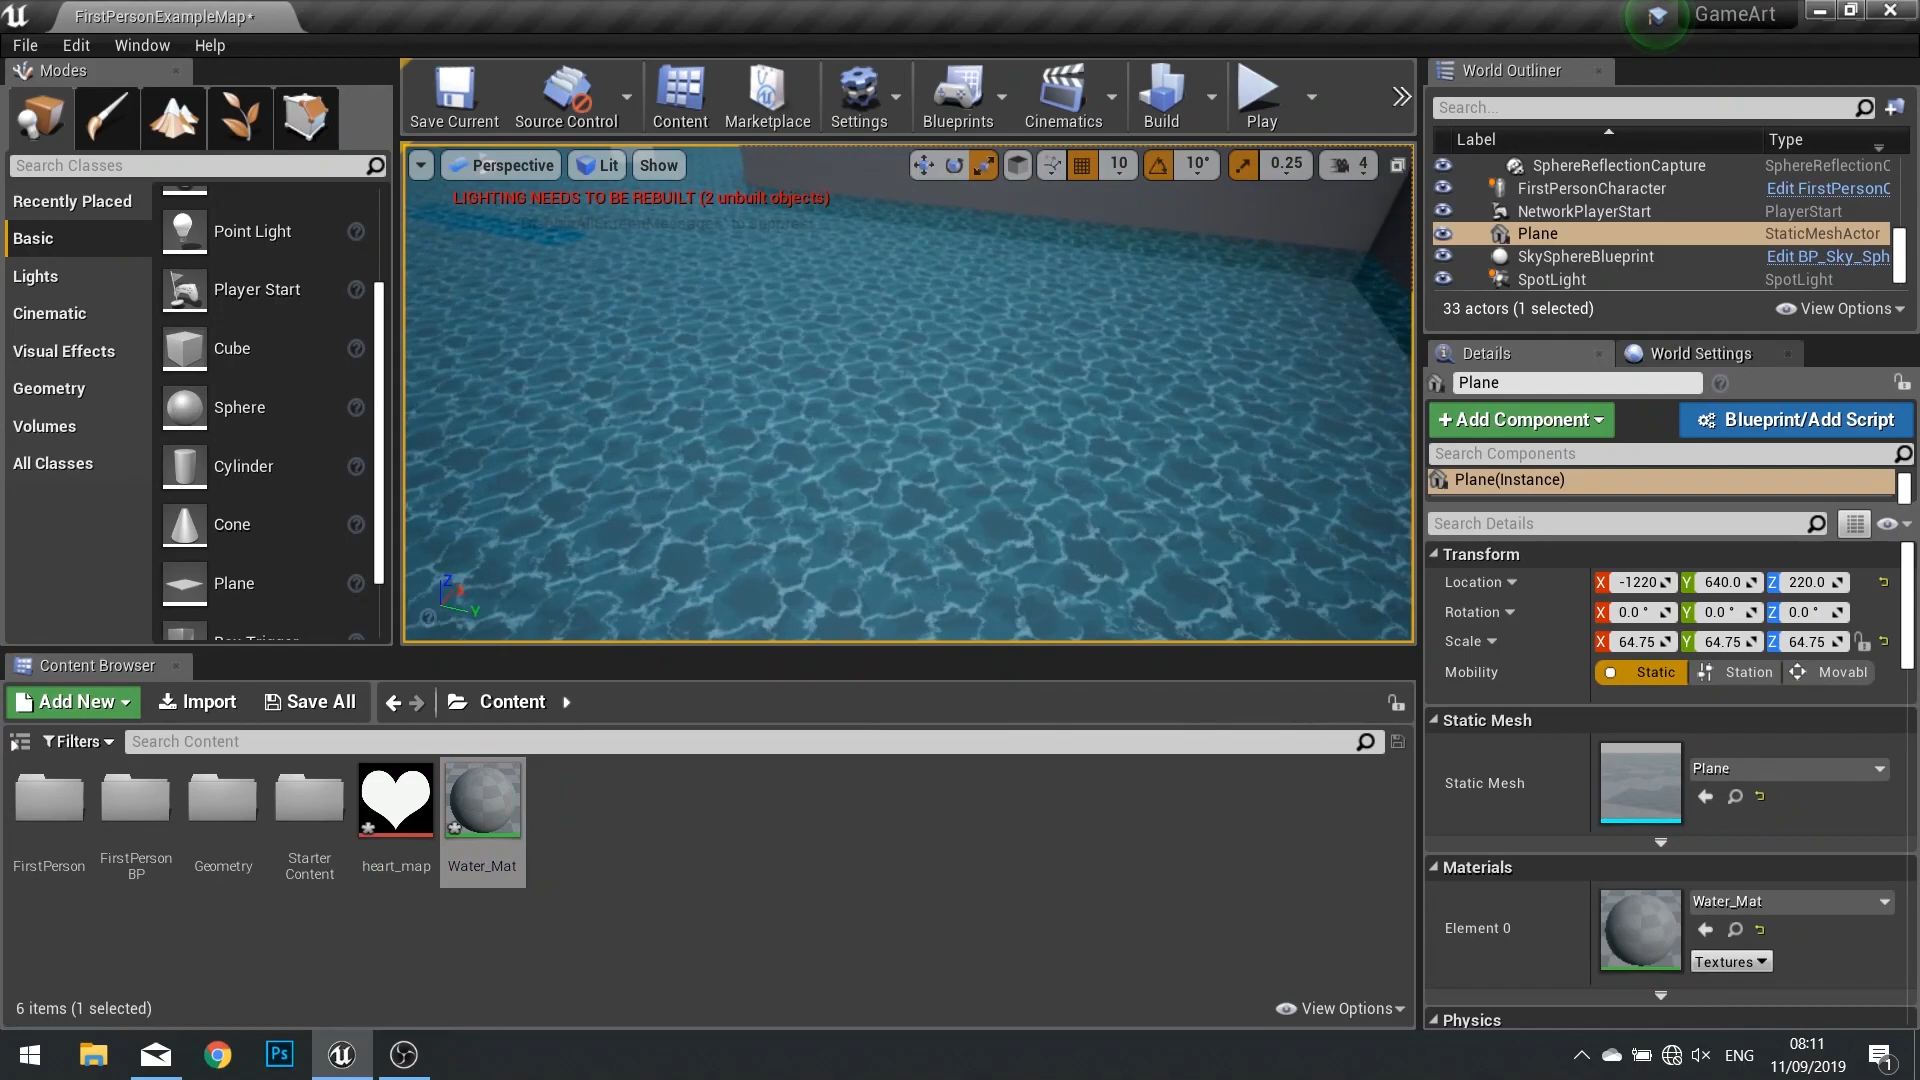 FirstPersonExampleMap*
GameArt
File Edit Window Help
Modes
Search Classes
Recently Placed
Basic
Lights
Cinematic
Visual Effects
Geometry
Volumes
All Classes
Point Light
Player Start
Cube
Sphere
Cylinder
Cone
Plane
Save Current
Source Control
Content
Marketplace
Settings
Blueprints
Cinematics
Build
Play
Perspective
Lit
Show
10
10°
0.25
4
LIGHTING NEEDS TO BE REBUILT (2 unbuilt objects)
Z
X
Y
World Outliner
Search...
Label Type
SphereReflectionCapture SphereReflectionC
FirstPersonCharacter Edit FirstPersonC
NetworkPlayerStart PlayerStart
Plane StaticMeshActor
SkySphereBlueprint Edit BP_Sky_Sph
SpotLight SpotLight
33 actors (1 selected) View Options
Details
World Settings
Plane
+Add Component
Blueprint/Add Script
Search Components
Plane(Instance)
Search Details
Transform
Location X -1220 Y 640.0 Z 220.0
Rotation X 0.0 ° Y 0.0 ° Z 0.0 °
Scale X 64.75 Y 64.75 Z 64.75
Mobility Static Station Movabl
Static Mesh
Static Mesh Plane
Materials
Element 0 Water_Mat
Textures
Physics
Content Browser
Add New
Import
Save All
Content
Filters
Search Content
FirstPerson
FirstPerson
BP
Geometry
Starter
Content
heart_map
Water_Mat
6 items (1 selected)
View Options
Ps
ENG
08:11
11/09/2019
1